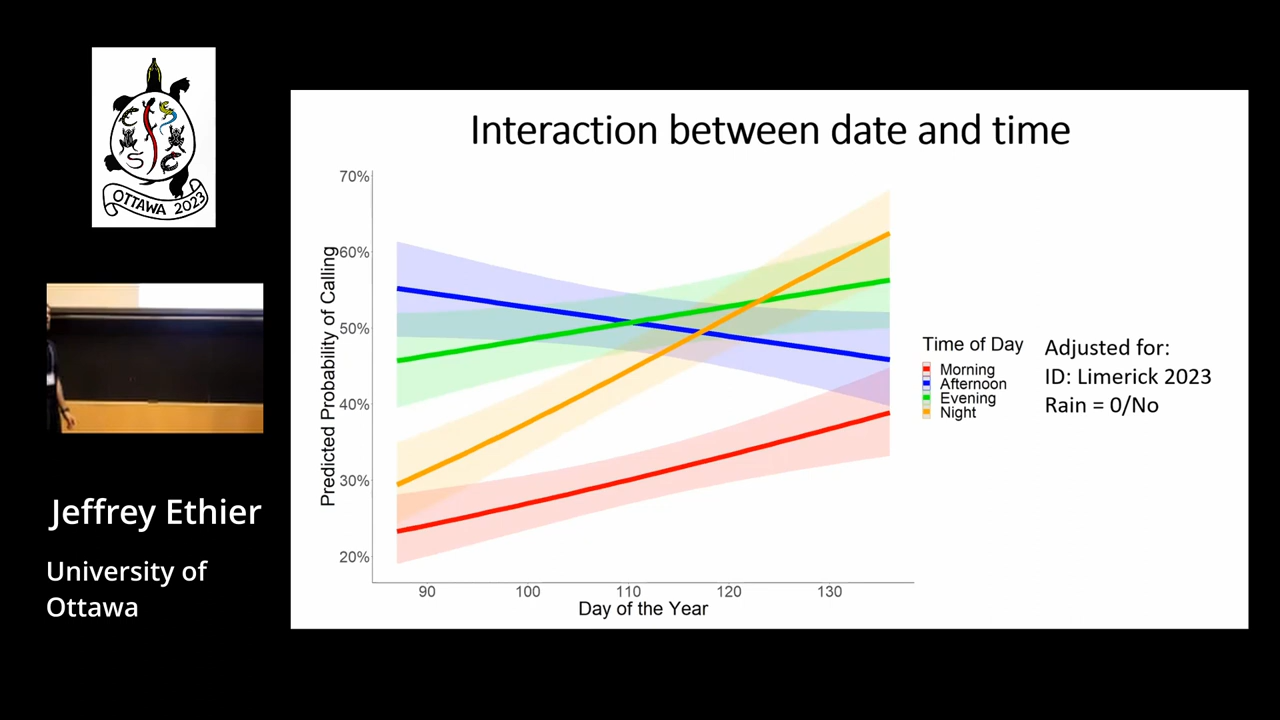 OTTAWA 2023
Jeffrey Ethier
University of
Ottawa
Interaction between date and time
Predicted Probability of Calling
70%
60%
50%
40%
30%
20%
90
100
110
120
130
Day of the Year
Time of Day
Morning
Afternoon
Evening
Night
Adjusted for:
ID: Limerick 2023
Rain = 0/No